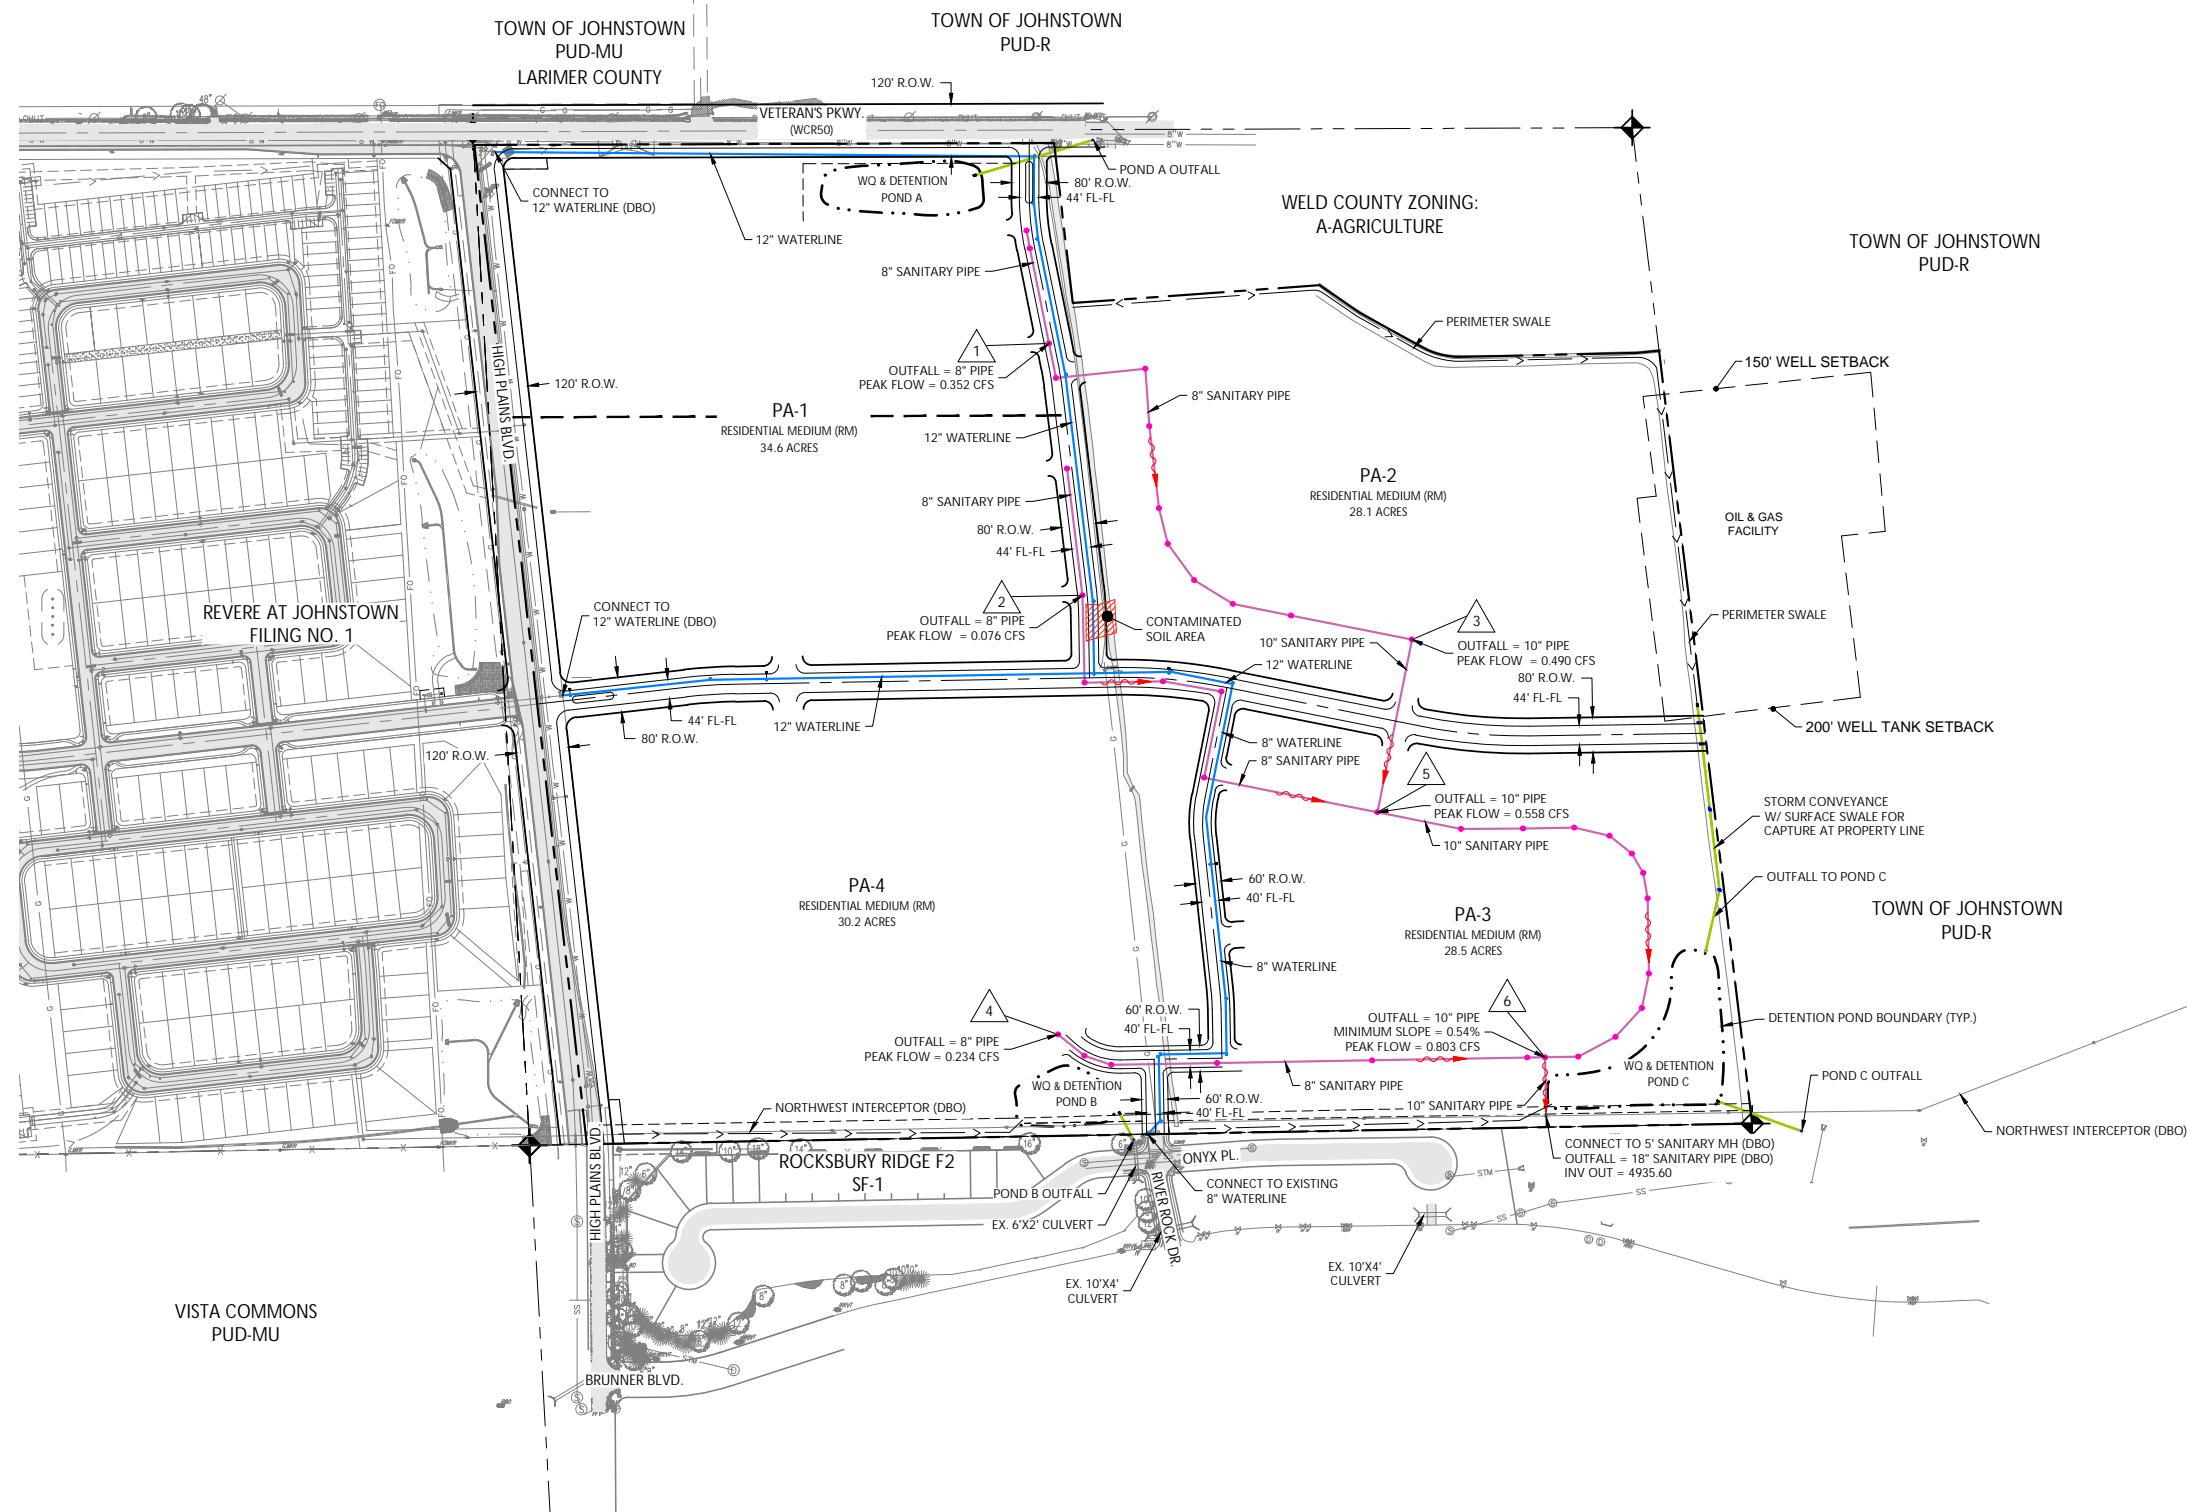 TOWN OF JOHNSTOWN
PUD-MU
LARIMER COUNTY
TOWN OF JOHNSTOWN
PUD-R
120' R.O.W.
48"
VETERAN'S PKWY.
(WCR50)
8"W
8"W
POND A OUTFALL
WQ & DETENTION
POND A
80' R.O.W.
44' FL-FL
CONNECT TO
12" WATERLINE (DBO)
12" WATERLINE
WELD COUNTY ZONING:
A-AGRICULTURE
TOWN OF JOHNSTOWN
PUD-R
8" SANITARY PIPE
PERIMETER SWALE
1
OUTFALL = 8" PIPE
PEAK FLOW = 0.352 CFS
150' WELL SETBACK
HIGH PLAINS BLVD.
120' R.O.W.
8" SANITARY PIPE
PA-1
RESIDENTIAL MEDIUM (RM)
34.6 ACRES
12" WATERLINE
PA-2
RESIDENTIAL MEDIUM (RM)
28.1 ACRES
8" SANITARY PIPE
80' R.O.W.
44' FL-FL
OIL & GAS
FACILITY
REVERE AT JOHNSTOWN
FILING NO. 1
CONNECT TO
12" WATERLINE (DBO)
2
OUTFALL = 8" PIPE
PEAK FLOW = 0.076 CFS
CONTAMINATED
SOIL AREA
3
OUTFALL = 10" PIPE
PEAK FLOW = 0.490 CFS
10" SANITARY PIPE
12" WATERLINE
PERIMETER SWALE
80' R.O.W.
44' FL-FL
44' FL-FL
80' R.O.W.
12" WATERLINE
120' R.O.W.
200' WELL TANK SETBACK
8" WATERLINE
8" SANITARY PIPE
5
OUTFALL = 10" PIPE
PEAK FLOW = 0.558 CFS
10" SANITARY PIPE
STORM CONVEYANCE
W/ SURFACE SWALE FOR
CAPTURE AT PROPERTY LINE
OUTFALL TO POND C
PA-4
RESIDENTIAL MEDIUM (RM)
30.2 ACRES
60' R.O.W.
40' FL-FL
PA-3
RESIDENTIAL MEDIUM (RM)
28.5 ACRES
TOWN OF JOHNSTOWN
PUD-R
8" WATERLINE
4
OUTFALL = 8" PIPE
PEAK FLOW = 0.234 CFS
60' R.O.W.
40' FL-FL
6
OUTFALL = 10" PIPE
MINIMUM SLOPE = 0.54%
PEAK FLOW = 0.803 CFS
DETENTION POND BOUNDARY (TYP.)
WQ & DETENTION
POND B
8" SANITARY PIPE
WQ & DETENTION
POND C
POND C OUTFALL
60' R.O.W.
40' FL-FL
10" SANITARY PIPE
NORTHWEST INTERCEPTOR (DBO)
NORTHWEST INTERCEPTOR (DBO)
CONNECT TO 5' SANITARY MH (DBO)
OUTFALL = 18" SANITARY PIPE (DBO)
INV OUT = 4935.60
HIGH PLAINS BLVD.
ROCKSBURY RIDGE F2
SF-1
ONYX PL.
RIVER ROCK DR.
CONNECT TO EXISTING
8" WATERLINE
POND B OUTFALL
EX. 6'X2' CULVERT
EX. 10'X4'
CULVERT
EX. 10'X4'
CULVERT
STM
SS
SS
SS
STM
VISTA COMMONS
PUD-MU
BRUNNER BLVD.